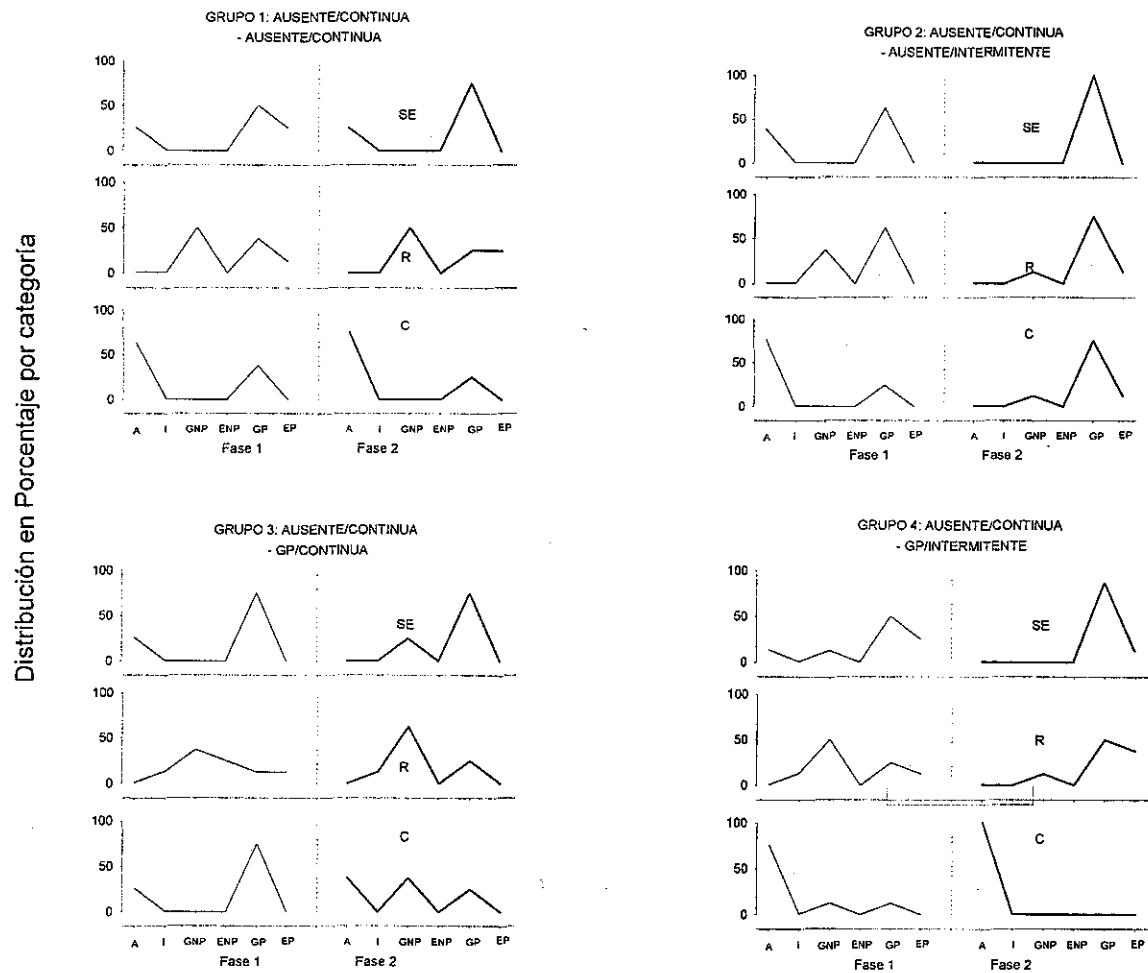 Distribución en Porcentaje por categoría
GRUPO 1: AUSENTE/CONTINUA
- AUSENTE/CONTINUA
100
50
0
SE
50
0
R
100
50
0
C
A I GNP ENP GP EP A I GNP ENP GP EP
Fase 1 Fase 2
GRUPO 2: AUSENTE/CONTINUA
- AUSENTE/INTERMITENTE
100
50
0
SE
100
50
0
R
100
50
0
C
A I GNP ENP GP EP A I GNP ENP GP EP
Fase 1 Fase 2
GRUPO 3: AUSENTE/CONTINUA
- GP/CONTINUA
100
50
0
SE
100
50
0
R
100
50
0
C
A I GNP ENP GP EP A I GNP ENP GP EP
Fase 1 Fase 2
GRUPO 4: AUSENTE/CONTINUA
- GP/INTERMITENTE
100
50
0
SE
100
50
0
R
100
50
0
C
A I GNP ENP GP EP A I GNP ENP GP EP
Fase 1 Fase 2